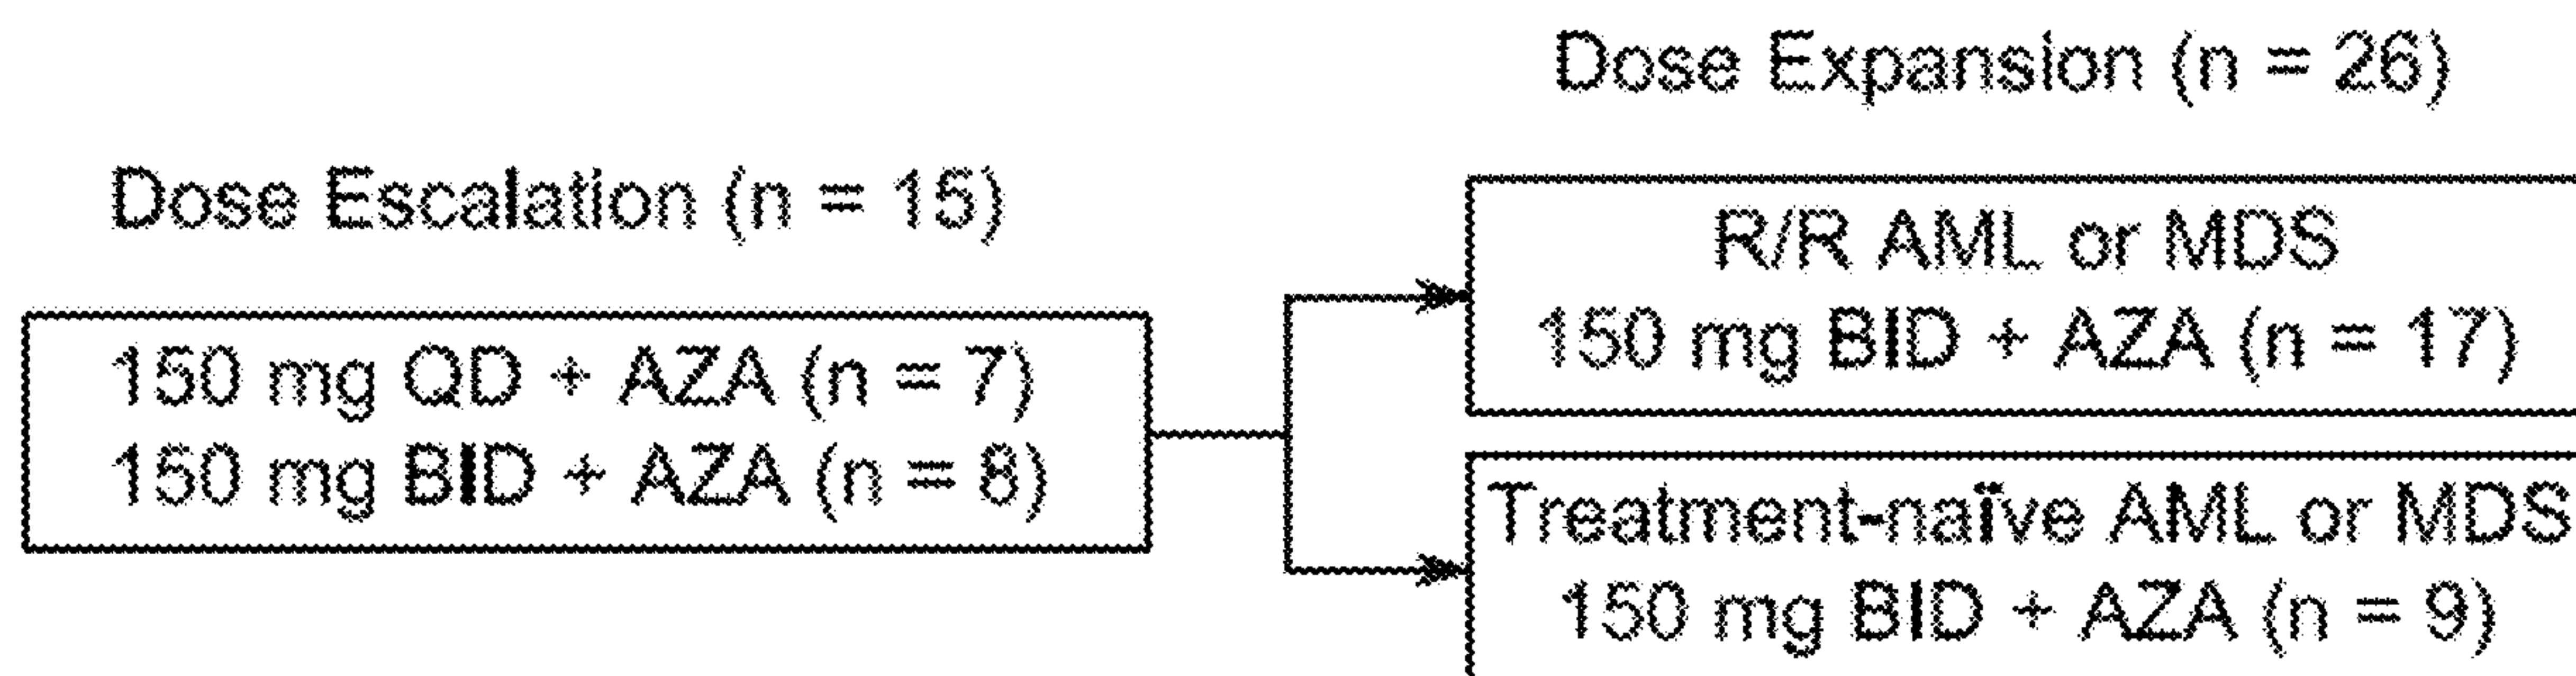 Dose Escalation (n = 15)
150 mg QD + AZA (n = 7)
150 mg BID + AZA (n = 8)
Dose Expansion (n = 26)
R/R AML or MDS
150 mg BID + AZA (n = 17)
Treatment-naïve AML or MDS
150 mg BID + AZA (n = 9)